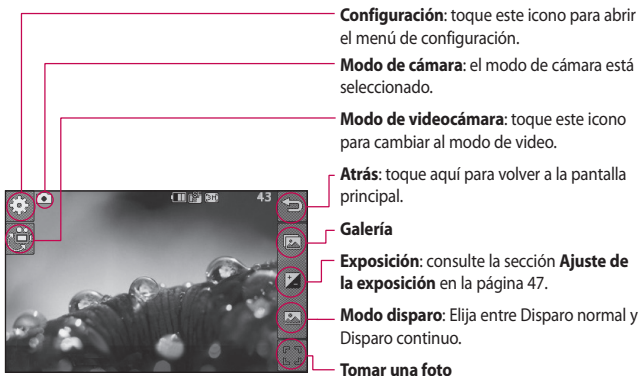 Configuración: toque este icono para abrir
el menú de configuración.
Modo de cámara: el modo de cámara está
seleccionado.
Modo de videocámara: toque este icono
para cambiar al modo de video.
Atrás: toque aquí para volver a la pantalla
principal.
43
Galería
Exposición: consulte la sección Ajuste de
la exposición en la página 47.
Modo disparo: Elija entre Disparo normal y
Disparo continuo.
Tomar una foto